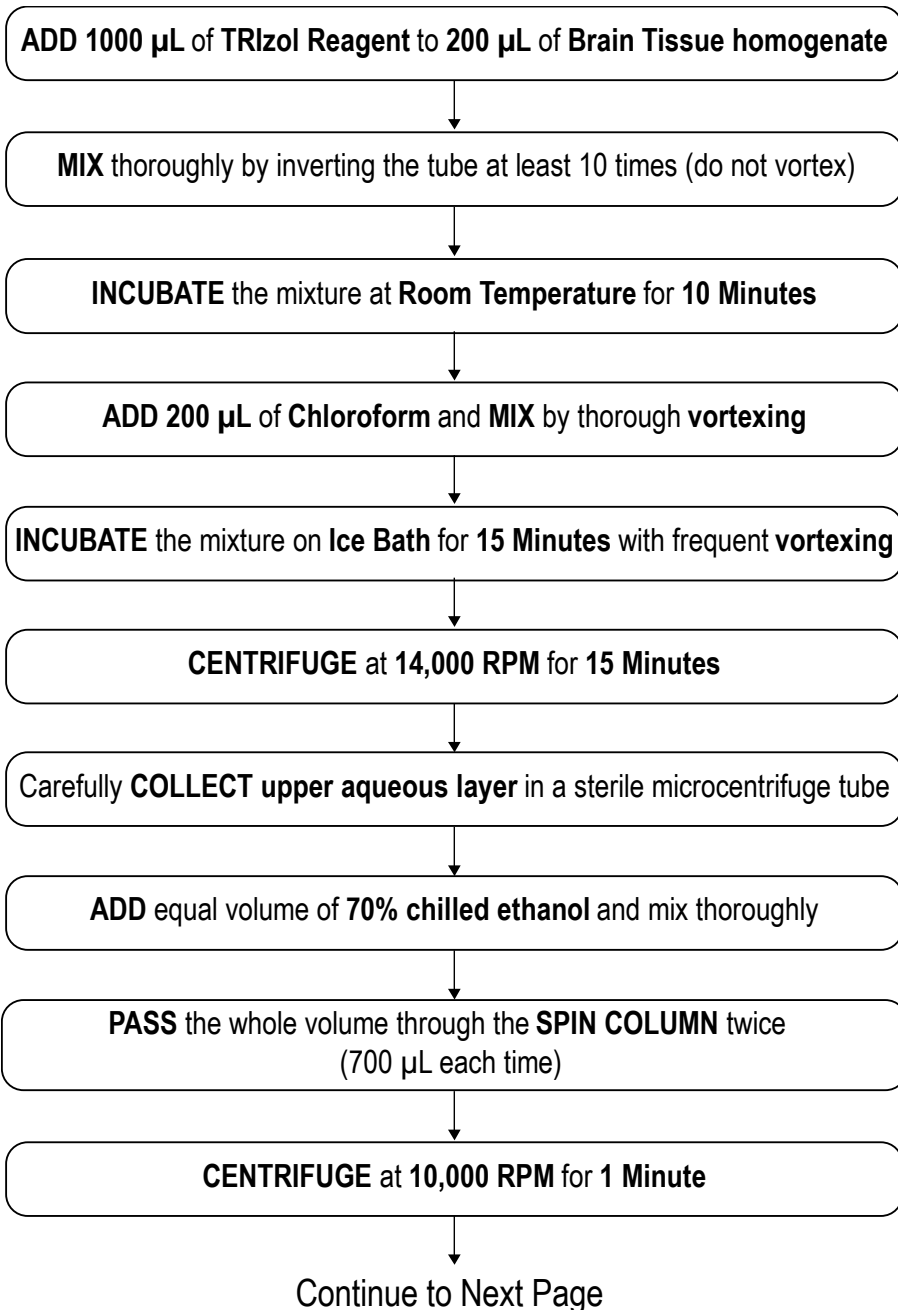 ADD 1000 µL of TRIzol Reagent to 200 µL of Brain Tissue homogenate
MIX thoroughly by inverting the tube at least 10 times (do not vortex)
INCUBATE the mixture at Room Temperature for 10 Minutes
ADD 200 µL of Chloroform and MIX by thorough vortexing
INCUBATE the mixture on Ice Bath for 15 Minutes with frequent vortexing
CENTRIFUGE at 14,000 RPM for 15 Minutes
Carefully COLLECT upper aqueous layer in a sterile microcentrifuge tube
ADD equal volume of 70% chilled ethanol and mix thoroughly
PASS the whole volume through the SPIN COLUMN twice
(700 µL each time)
CENTRIFUGE at 10,000 RPM for 1 Minute
Continue to Next Page